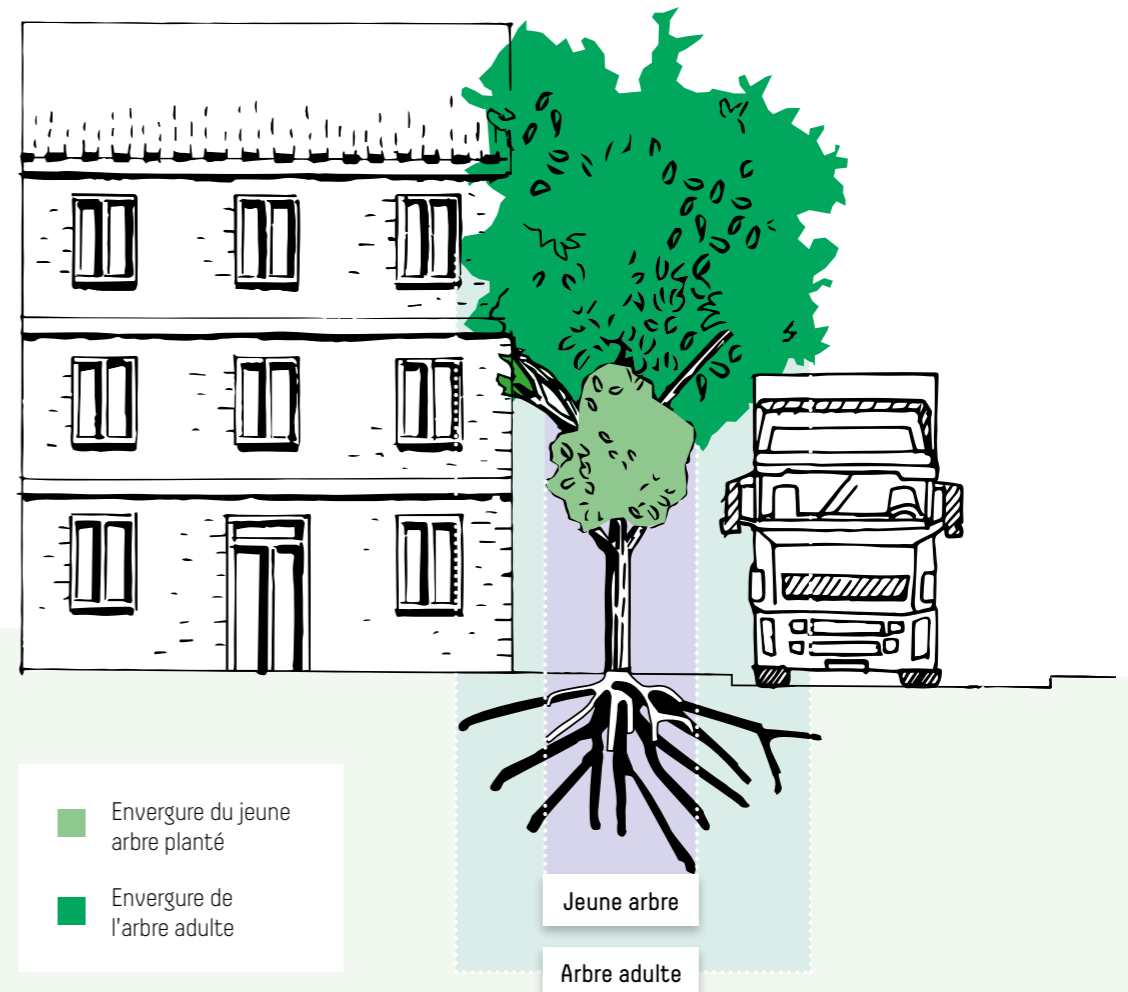 Envergure du jeune
arbre planté
Envergure de
l'arbre adulte
Jeune arbre
Arbre adulte